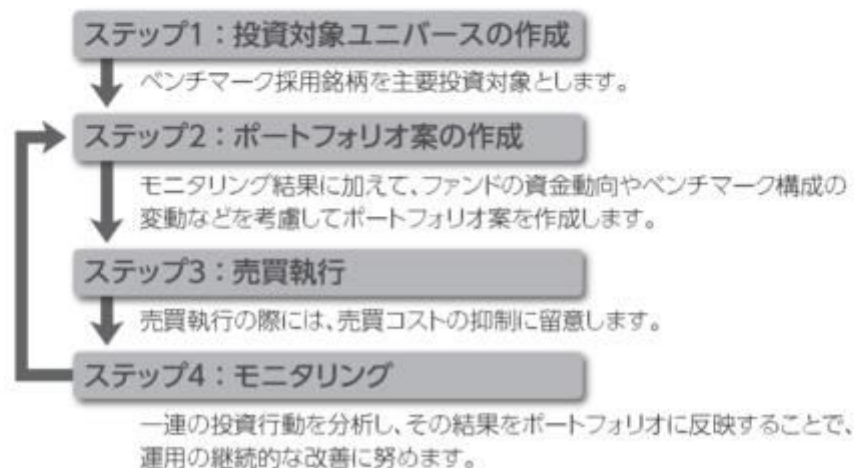 ステップ1：投資対象ユニバースの作成
ベンチマーク採用銘柄を主要投資対象とします。
ステップ2：ポートフォリオ案の作成
モニタリング結果に加えて、ファンドの資金動向やベンチマーク構成の
変動などを考慮してポートフォリオ案を作成します。
ステップ3：売買執行
売買執行の際には、売買コストの抑制に留意します。
ステップ4：モニタリング
一連の投資行動を分析し、その結果をポートフォリオに反映することで、
運用の継続的な改善に努めます。